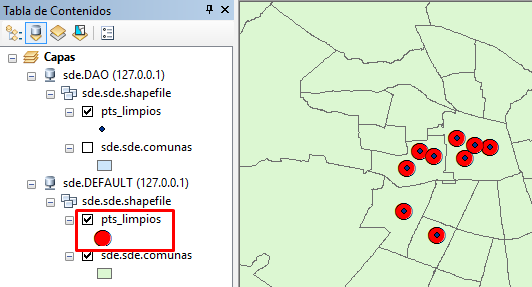 Tabla de Contenidos
Capas
sde.DAO (127.0.0.1)
sde.sde.shapefile
pts_limpios
sde.sde.comunas
sde.DEFAULT (127.0.0.1)
sde.sde.shapefile
pts_limpios
sde.sde.comunas